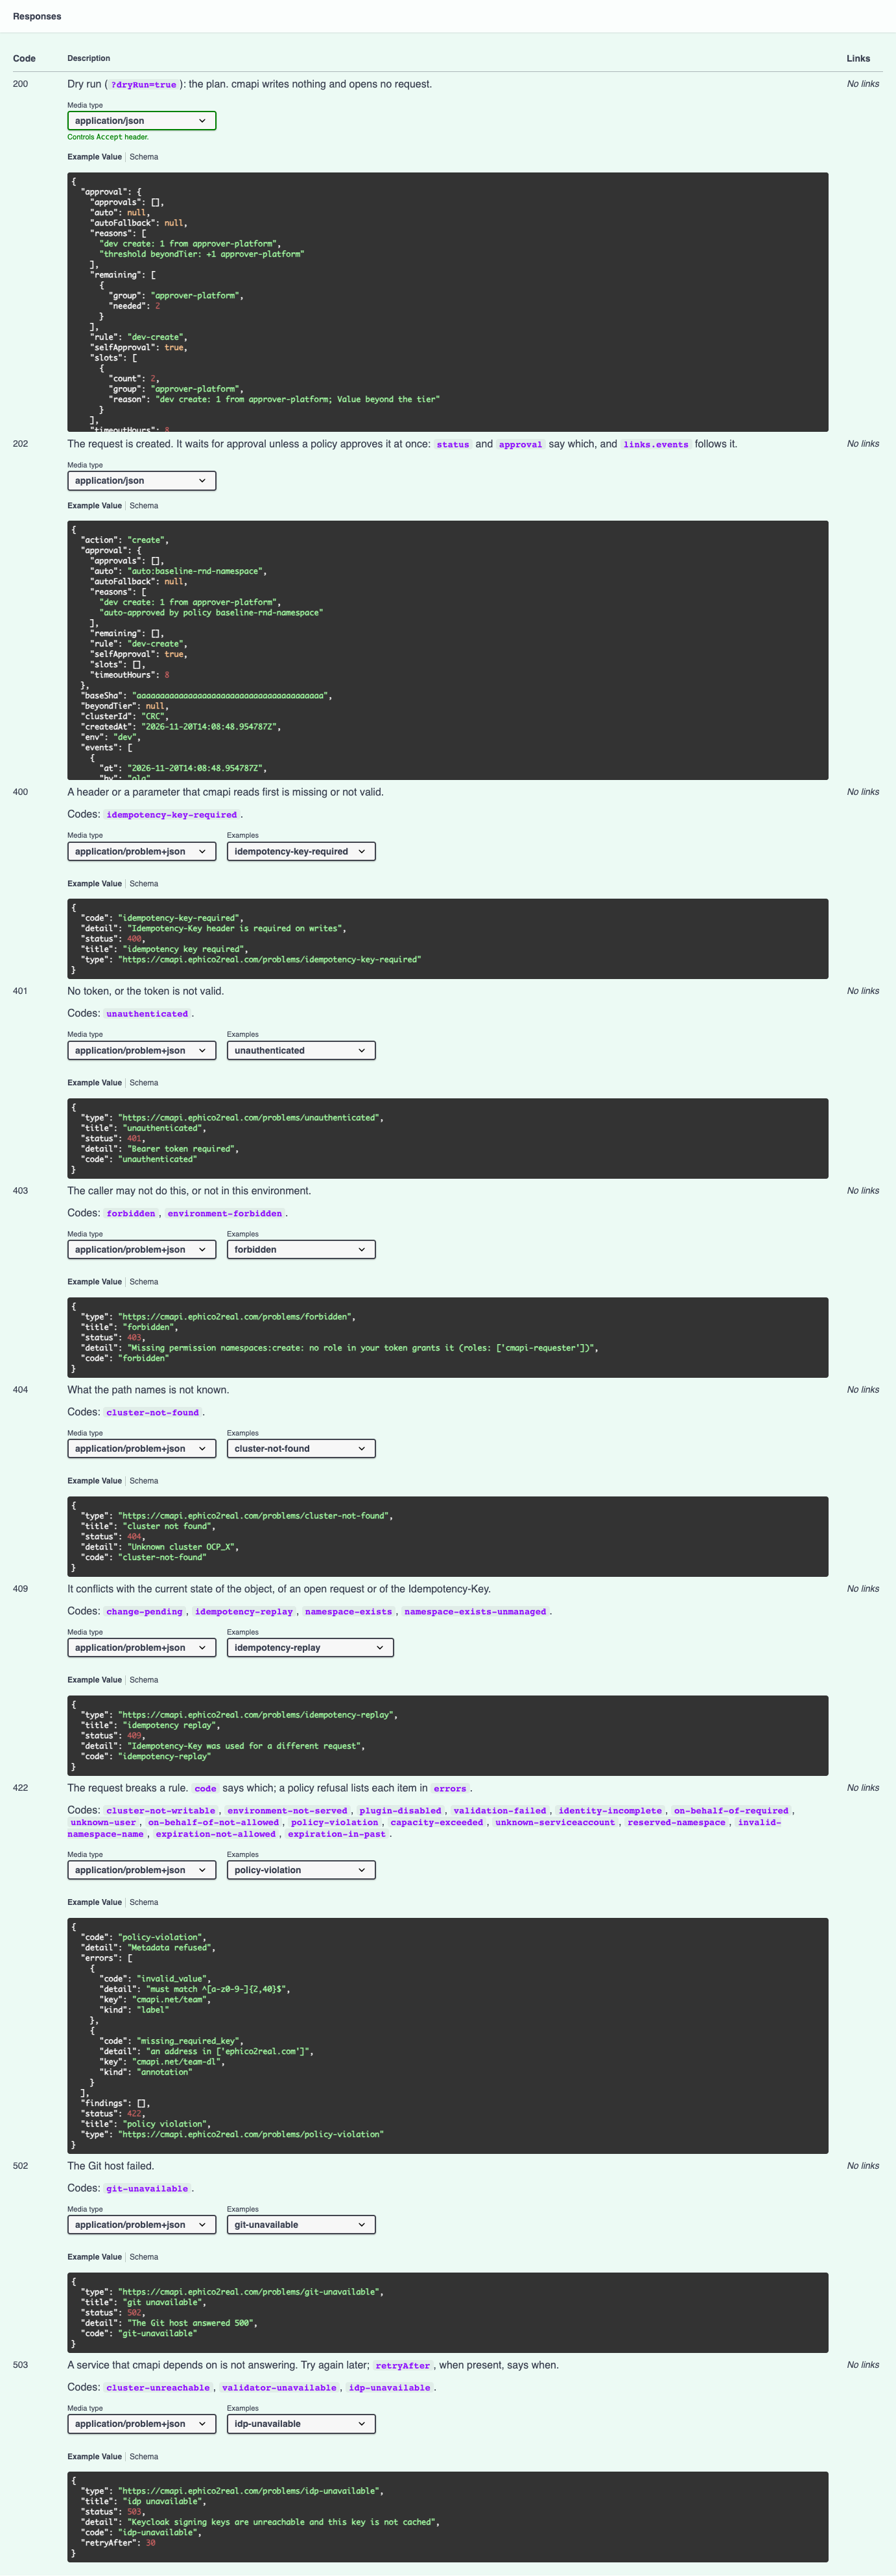 Responses
Code Description Links
200 Dry run ( ?dryRun=true ): the plan. cmapi writes nothing and opens no request. No links
Media type
application/json
Controls Accept header.
Example Value | Schema
{
  "approval": {
    "approvals": [],
    "auto": null,
    "autoFallback": null,
    "reasons": [
      "dev create: 1 from approver-platform",
      "threshold beyondTier: +1 approver-platform"
    ],
    "remaining": [
      {
        "group": "approver-platform",
        "needed": 2
      }
    ],
    "rule": "dev-create",
    "selfApproval": true,
    "slots": [
      {
        "count": 2,
        "group": "approver-platform",
        "reason": "dev create: 1 from approver-platform; Value beyond the tier"
      }
    ],
    "timeoutHours": 8
202 The request is created. It waits for approval unless a policy approves it at once: status and approval say which, and links.events follows it. No links
Media type
application/json
Example Value | Schema
{
  "action": "create",
  "approval": {
    "approvals": [],
    "auto": "auto:baseline-rnd-namespace",
    "autoFallback": null,
    "reasons": [
      "dev create: 1 from approver-platform",
      "auto-approved by policy baseline-rnd-namespace"
    ],
    "remaining": [],
    "rule": "dev-create",
    "selfApproval": true,
    "slots": [],
    "timeoutHours": 8
  },
  "baseSha": "aaaaaaaaaaaaaaaaaaaaaaaaaaaaaaaaaaaaaaaa",
  "beyondTier": null,
  "clusterId": "CRC",
  "createdAt": "2026-11-20T14:08:48.954787Z",
  "env": "dev",
  "events": [
    {
      "at": "2026-11-20T14:08:48.954787Z",
      "by": "ola"
400 A header or a parameter that cmapi reads first is missing or not valid. No links
Codes: idempotency-key-required .
Media type Examples
application/problem+json idempotency-key-required
Example Value | Schema
{
  "code": "idempotency-key-required",
  "detail": "Idempotency-Key header is required on writes",
  "status": 400,
  "title": "idempotency key required",
  "type": "https://cmapi.ephico2real.com/problems/idempotency-key-required"
}
401 No token, or the token is not valid. No links
Codes: unauthenticated .
Media type Examples
application/problem+json unauthenticated
Example Value | Schema
{
  "type": "https://cmapi.ephico2real.com/problems/unauthenticated",
  "title": "unauthenticated",
  "status": 401,
  "detail": "Bearer token required",
  "code": "unauthenticated"
}
403 The caller may not do this, or not in this environment. No links
Codes: forbidden , environment-forbidden .
Media type Examples
application/problem+json forbidden
Example Value | Schema
{
  "type": "https://cmapi.ephico2real.com/problems/forbidden",
  "title": "forbidden",
  "status": 403,
  "detail": "Missing permission namespaces:create: no role in your token grants it (roles: ['cmapi-requester'])",
  "code": "forbidden"
}
404 What the path names is not known. No links
Codes: cluster-not-found .
Media type Examples
application/problem+json cluster-not-found
Example Value | Schema
{
  "type": "https://cmapi.ephico2real.com/problems/cluster-not-found",
  "title": "cluster not found",
  "status": 404,
  "detail": "Unknown cluster OCP_X",
  "code": "cluster-not-found"
}
409 It conflicts with the current state of the object, of an open request or of the Idempotency-Key. No links
Codes: change-pending , idempotency-replay , namespace-exists , namespace-exists-unmanaged .
Media type Examples
application/problem+json idempotency-replay
Example Value | Schema
{
  "type": "https://cmapi.ephico2real.com/problems/idempotency-replay",
  "title": "idempotency replay",
  "status": 409,
  "detail": "Idempotency-Key was used for a different request",
  "code": "idempotency-replay"
}
422 The request breaks a rule. code says which; a policy refusal lists each item in errors . No links
Codes: cluster-not-writable , environment-not-served , plugin-disabled , validation-failed , identity-incomplete , on-behalf-of-required ,
unknown-user , on-behalf-of-not-allowed , policy-violation , capacity-exceeded , unknown-serviceaccount , reserved-namespace , invalid-
namespace-name , expiration-not-allowed , expiration-in-past .
Media type Examples
application/problem+json policy-violation
Example Value | Schema
{
  "code": "policy-violation",
  "detail": "Metadata refused",
  "errors": [
    {
      "code": "invalid_value",
      "detail": "must match ^[a-z0-9-]{2,40}$",
      "key": "cmapi.net/team",
      "kind": "label"
    },
    {
      "code": "missing_required_key",
      "detail": "an address in ['ephico2real.com']",
      "key": "cmapi.net/team-dl",
      "kind": "annotation"
    }
  ],
  "findings": [],
  "status": 422,
  "title": "policy violation",
  "type": "https://cmapi.ephico2real.com/problems/policy-violation"
}
502 The Git host failed. No links
Codes: git-unavailable .
Media type Examples
application/problem+json git-unavailable
Example Value | Schema
{
  "type": "https://cmapi.ephico2real.com/problems/git-unavailable",
  "title": "git unavailable",
  "status": 502,
  "detail": "The Git host answered 500",
  "code": "git-unavailable"
}
503 A service that cmapi depends on is not answering. Try again later; retryAfter , when present, says when. No links
Codes: cluster-unreachable , validator-unavailable , idp-unavailable .
Media type Examples
application/problem+json idp-unavailable
Example Value | Schema
{
  "type": "https://cmapi.ephico2real.com/problems/idp-unavailable",
  "title": "idp unavailable",
  "status": 503,
  "detail": "Keycloak signing keys are unreachable and this key is not cached",
  "code": "idp-unavailable",
  "retryAfter": 30
}